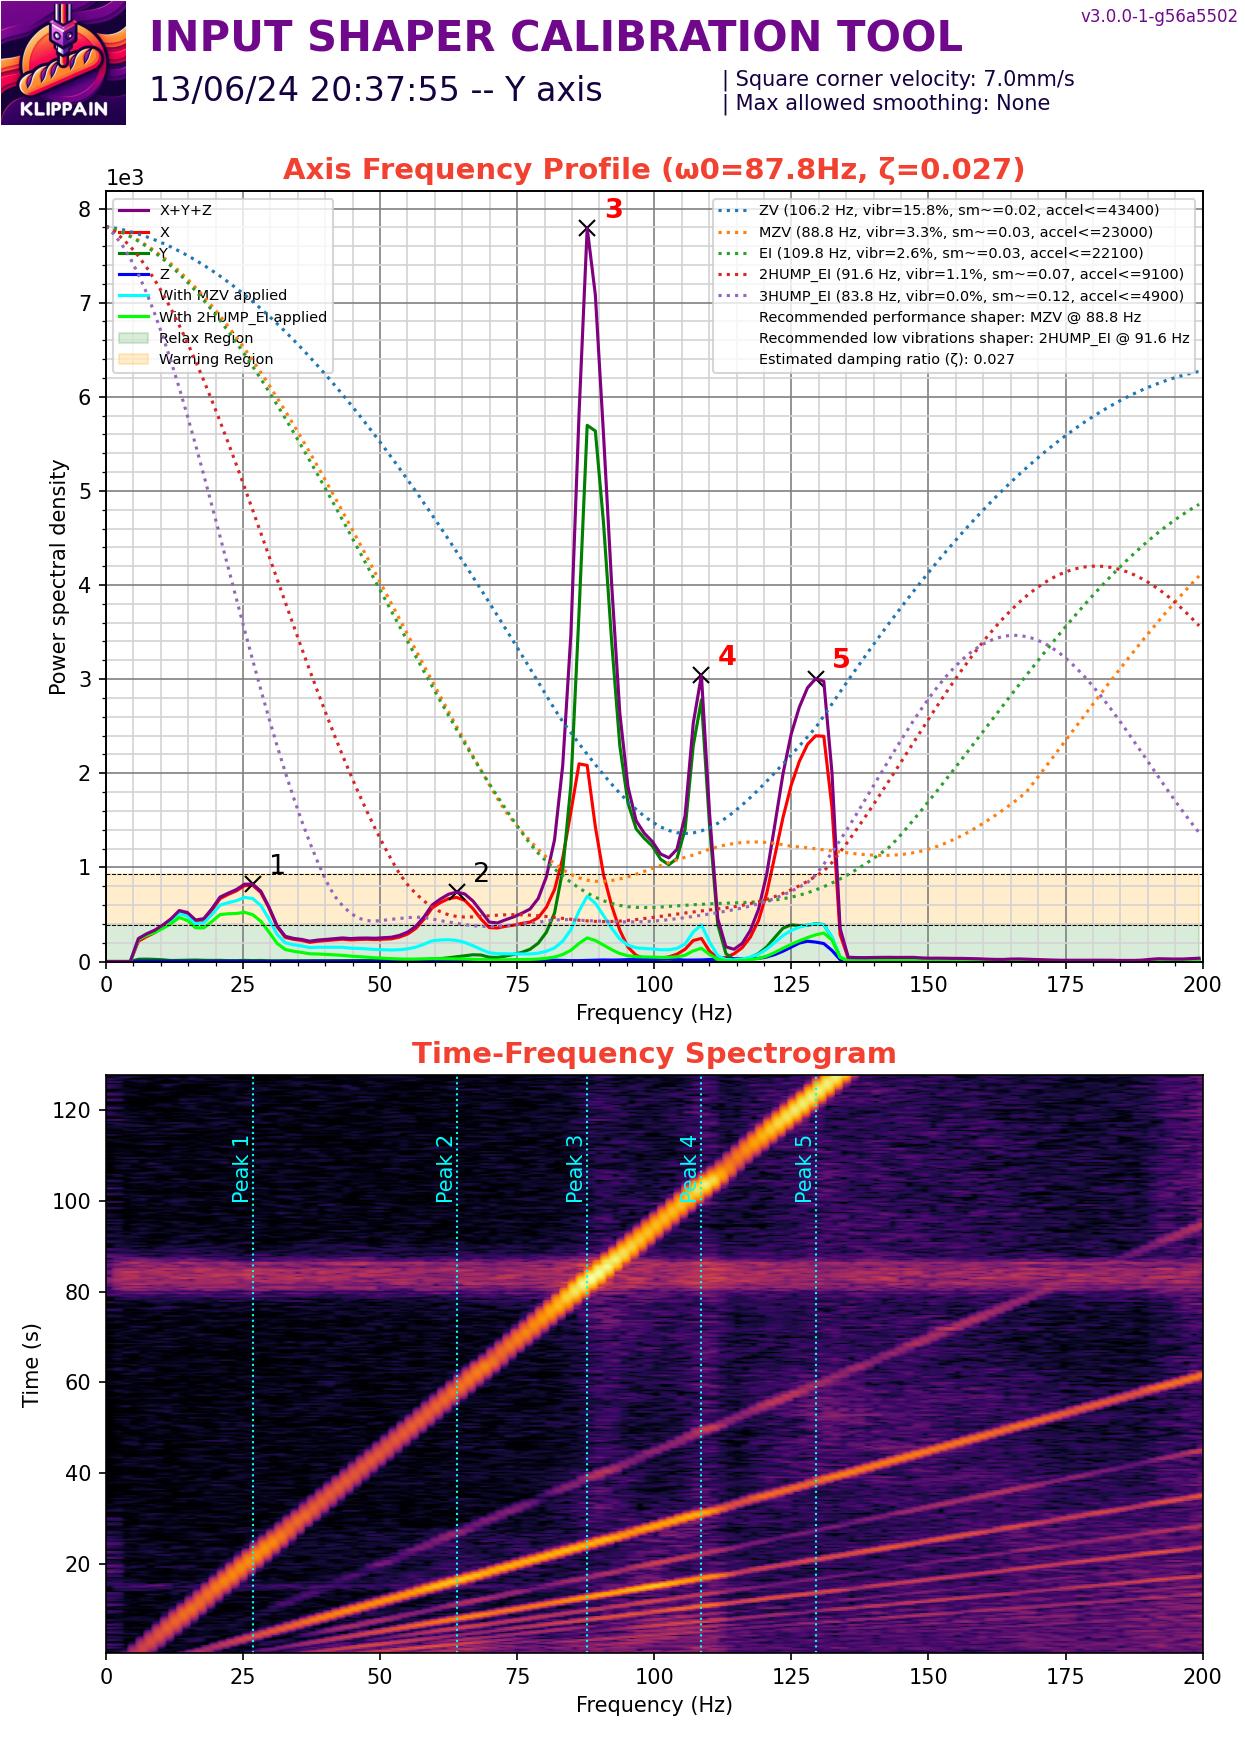 v3.0.0-1-g56a5502
INPUT SHAPER CALIBRATION TOOL
13/06/24 20:37:55 -- Y axis
| Square corner velocity: 7.0mm/s
| Max allowed smoothing: None
KLIPPAIN
Axis Frequency Profile (ω0=87.8Hz, ζ=0.027)
1e3
X+Y+Z
X
Y
Z
With MZV applied
With 2HUMP_EI applied
Relax Region
Warning Region
ZV (106.2 Hz, vibr=15.8%, sm~=0.02, accel<=43400)
MZV (88.8 Hz, vibr=3.3%, sm~=0.03, accel<=23000)
EI (109.8 Hz, vibr=2.6%, sm~=0.03, accel<=22100)
2HUMP_EI (91.6 Hz, vibr=1.1%, sm~=0.07, accel<=9100)
3HUMP_EI (83.8 Hz, vibr=0.0%, sm~=0.12, accel<=4900)
Recommended performance shaper: MZV @ 88.8 Hz
Recommended low vibrations shaper: 2HUMP_EI @ 91.6 Hz
Estimated damping ratio (ζ): 0.027
1
2
3
4
5
8
7
6
5
4
3
2
1
0
Power spectral density
0 25 50 75 100 125 150 175 200
Frequency (Hz)
Time-Frequency Spectrogram
Peak 1
Peak 2
Peak 3
Peak 4
Peak 5
120
100
80
60
40
20
Time (s)
0 25 50 75 100 125 150 175 200
Frequency (Hz)